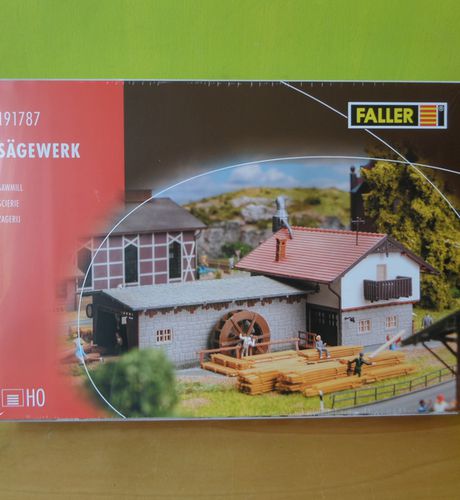 191787
SÄGEWERK
SAWMILL
SCIERIE
ZAGERIJ
FALLER
H0